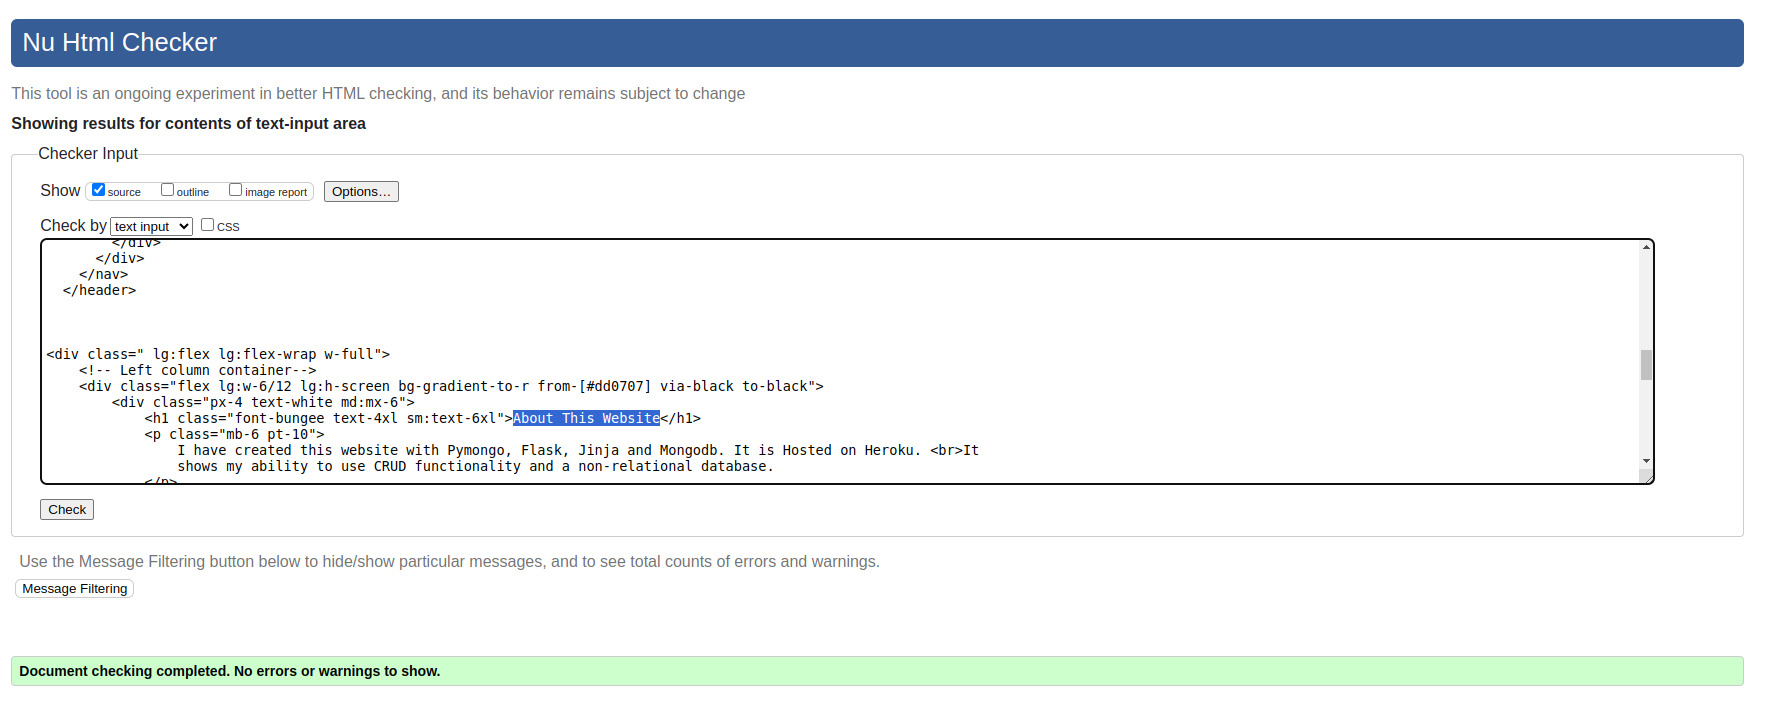 Nu Html Checker
This tool is an ongoing experiment in better HTML checking, and its behavior remains subject to change
Showing results for contents of text-input area
Checker Input
Show source outline image report Options...
Check by text input CSS
</div>
</div>
</nav>
</header>
<div class=" lg:flex lg:flex-wrap w-full">
<!-- Left column container-->
<div class="flex lg:w-6/12 lg:h-screen bg-gradient-to-r from-[#dd0707] via-black to-black">
<div class="px-4 text-white md:mx-6">
<h1 class="font-bungee text-4xl sm:text-6xl">About This Website</h1>
<p class="mb-6 pt-10">
I have created this website with Pymongo, Flask, Jinja and Mongodb. It is Hosted on Heroku. <br>It
shows my ability to use CRUD functionality and a non-relational database.
</p>
Check
Use the Message Filtering button below to hide/show particular messages, and to see total counts of errors and warnings.
Message Filtering
Document checking completed. No errors or warnings to show.